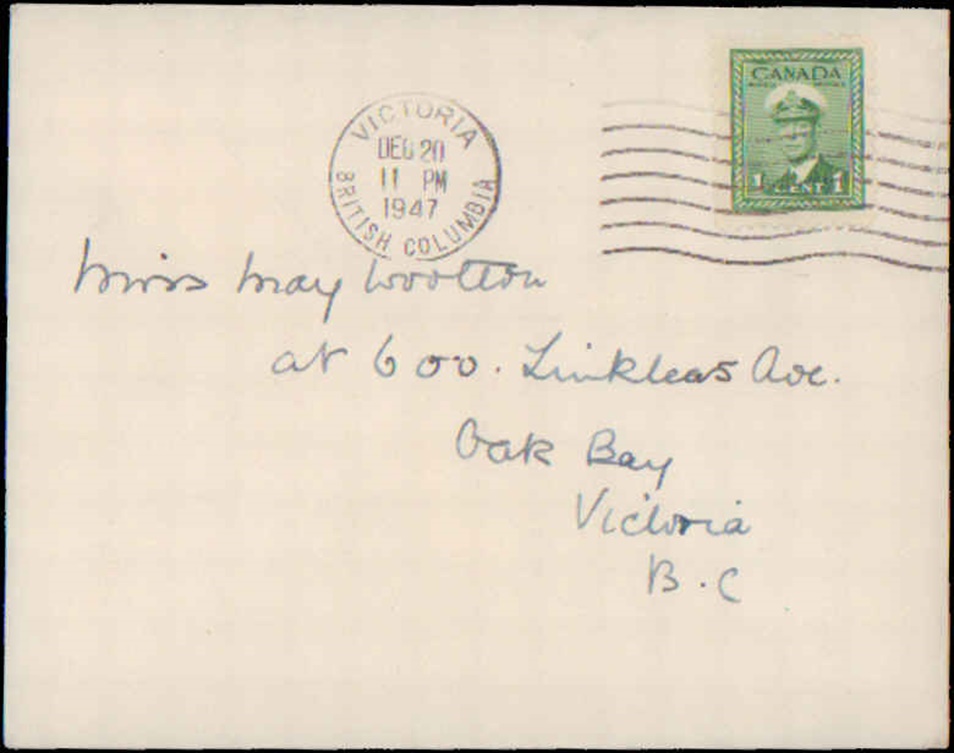 CANADA
1 CENT 1
VICTORIA
DEC 20
11 PM
1947
BRITISH COLUMBIA
Miss May Wootton
at 600. Linkleas Ave.
Oak Bay
Victoria
B.C